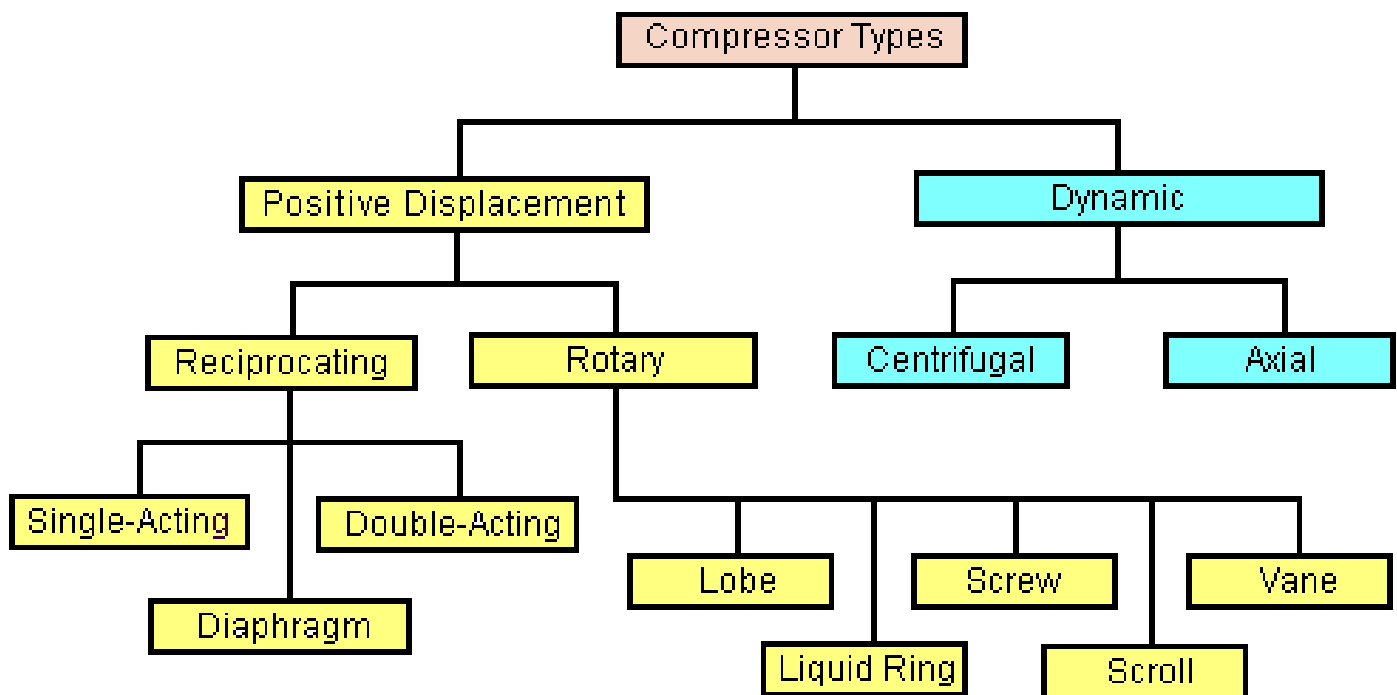 Compressor Types
Positive Displacement
Dynamic
Reciprocating
Rotary
Centrifugal
Axial
Single-Acting
Double-Acting
Diaphragm
Lobe
Liquid Ring
Screw
Scroll
Vane